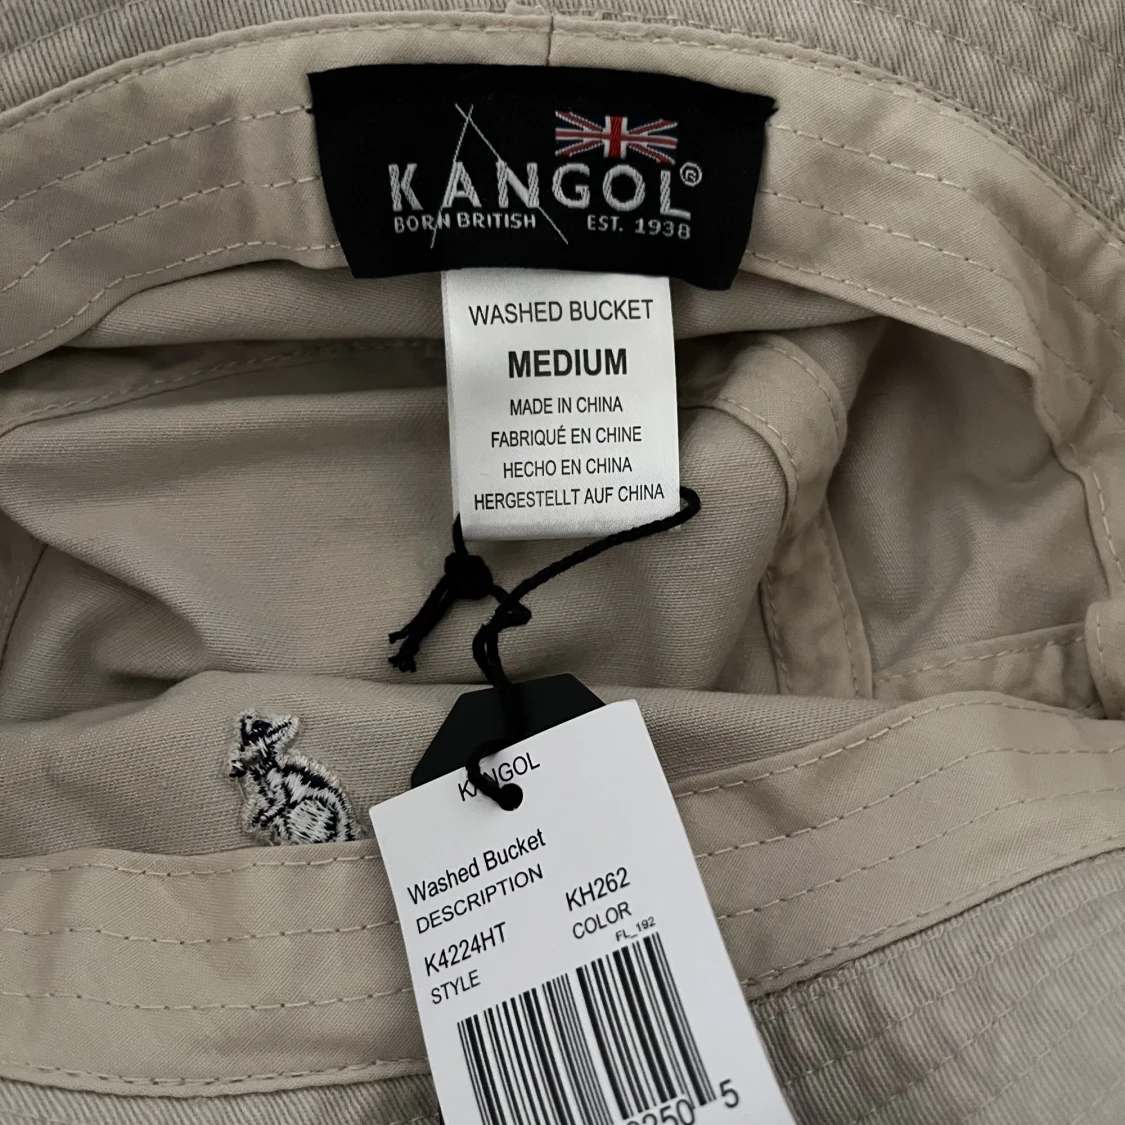 KANGOL®
BORN BRITISH EST. 1938
WASHED BUCKET
MEDIUM
MADE IN CHINA
FABRIQUÉ EN CHINE
HECHO EN CHINA
HERGESTELLT AUF CHINA
KANGOL
Washed Bucket
DESCRIPTION
K4224HT KH262
STYLE COLOR
FL_192
5